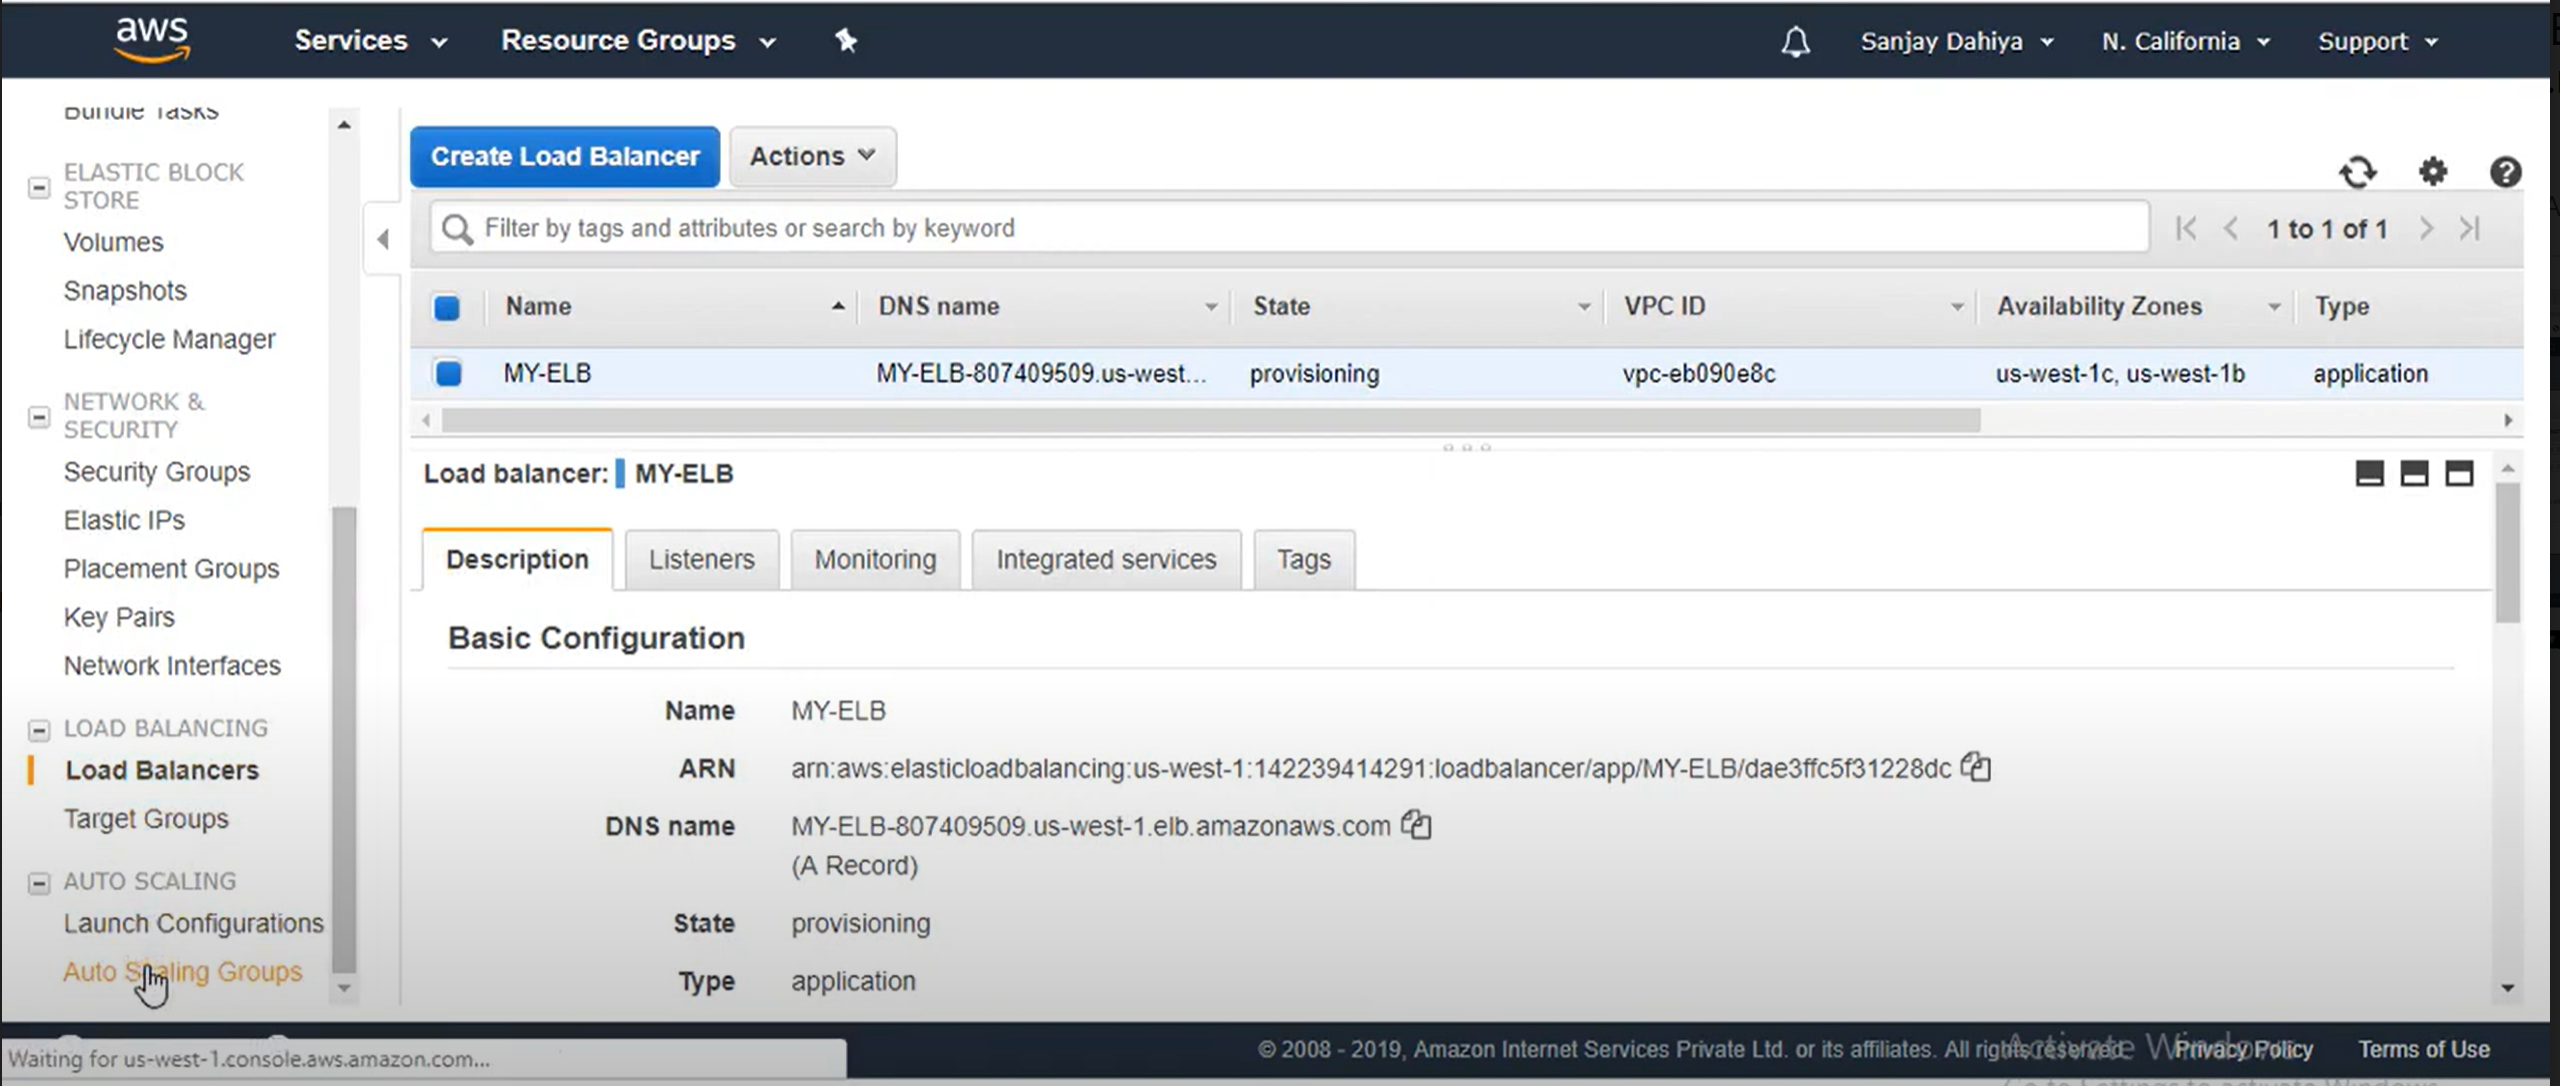 aws Services Resource Groups Sanjay Dahiya N. California Support
Bundle Tasks
ELASTIC BLOCK
STORE
Volumes
Snapshots
Lifecycle Manager
NETWORK &
SECURITY
Security Groups
Elastic IPs
Placement Groups
Key Pairs
Network Interfaces
LOAD BALANCING
Load Balancers
Target Groups
AUTO SCALING
Launch Configurations
Auto Scaling Groups
Create Load Balancer Actions
Filter by tags and attributes or search by keyword 1 to 1 of 1
Name DNS name State VPC ID Availability Zones Type
MY-ELB MY-ELB-807409509.us-west... provisioning vpc-eb090e8c us-west-1c, us-west-1b application
Load balancer: MY-ELB
Description Listeners Monitoring Integrated services Tags
Basic Configuration
Name MY-ELB
ARN arn:aws:elasticloadbalancing:us-west-1:142239414291:loadbalancer/app/MY-ELB/dae3ffc5f31228dc
DNS name MY-ELB-807409509.us-west-1.elb.amazonaws.com
(A Record)
State provisioning
Type application
Waiting for us-west-1.console.aws.amazon.com...
© 2008 - 2019, Amazon Internet Services Private Ltd. or its affiliates. All rights reserved. Privacy Policy Terms of Use
Activate Windows
Go to Settings to activate Windows.